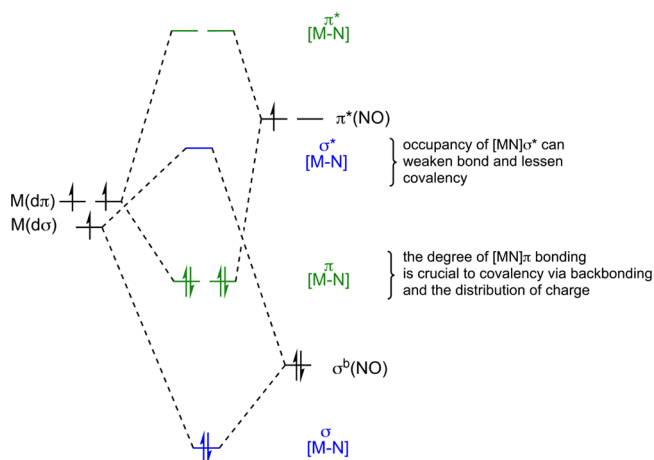 π*
[M-N]
π*(NO)
σ*
[M-N]
occupancy of [MN]σ* can
weaken bond and lessen
covalency
M(dπ)
M(dσ)
π
[M-N]
the degree of [MN]π bonding
is crucial to covalency via backbonding
and the distribution of charge
σᵇ(NO)
σ
[M-N]